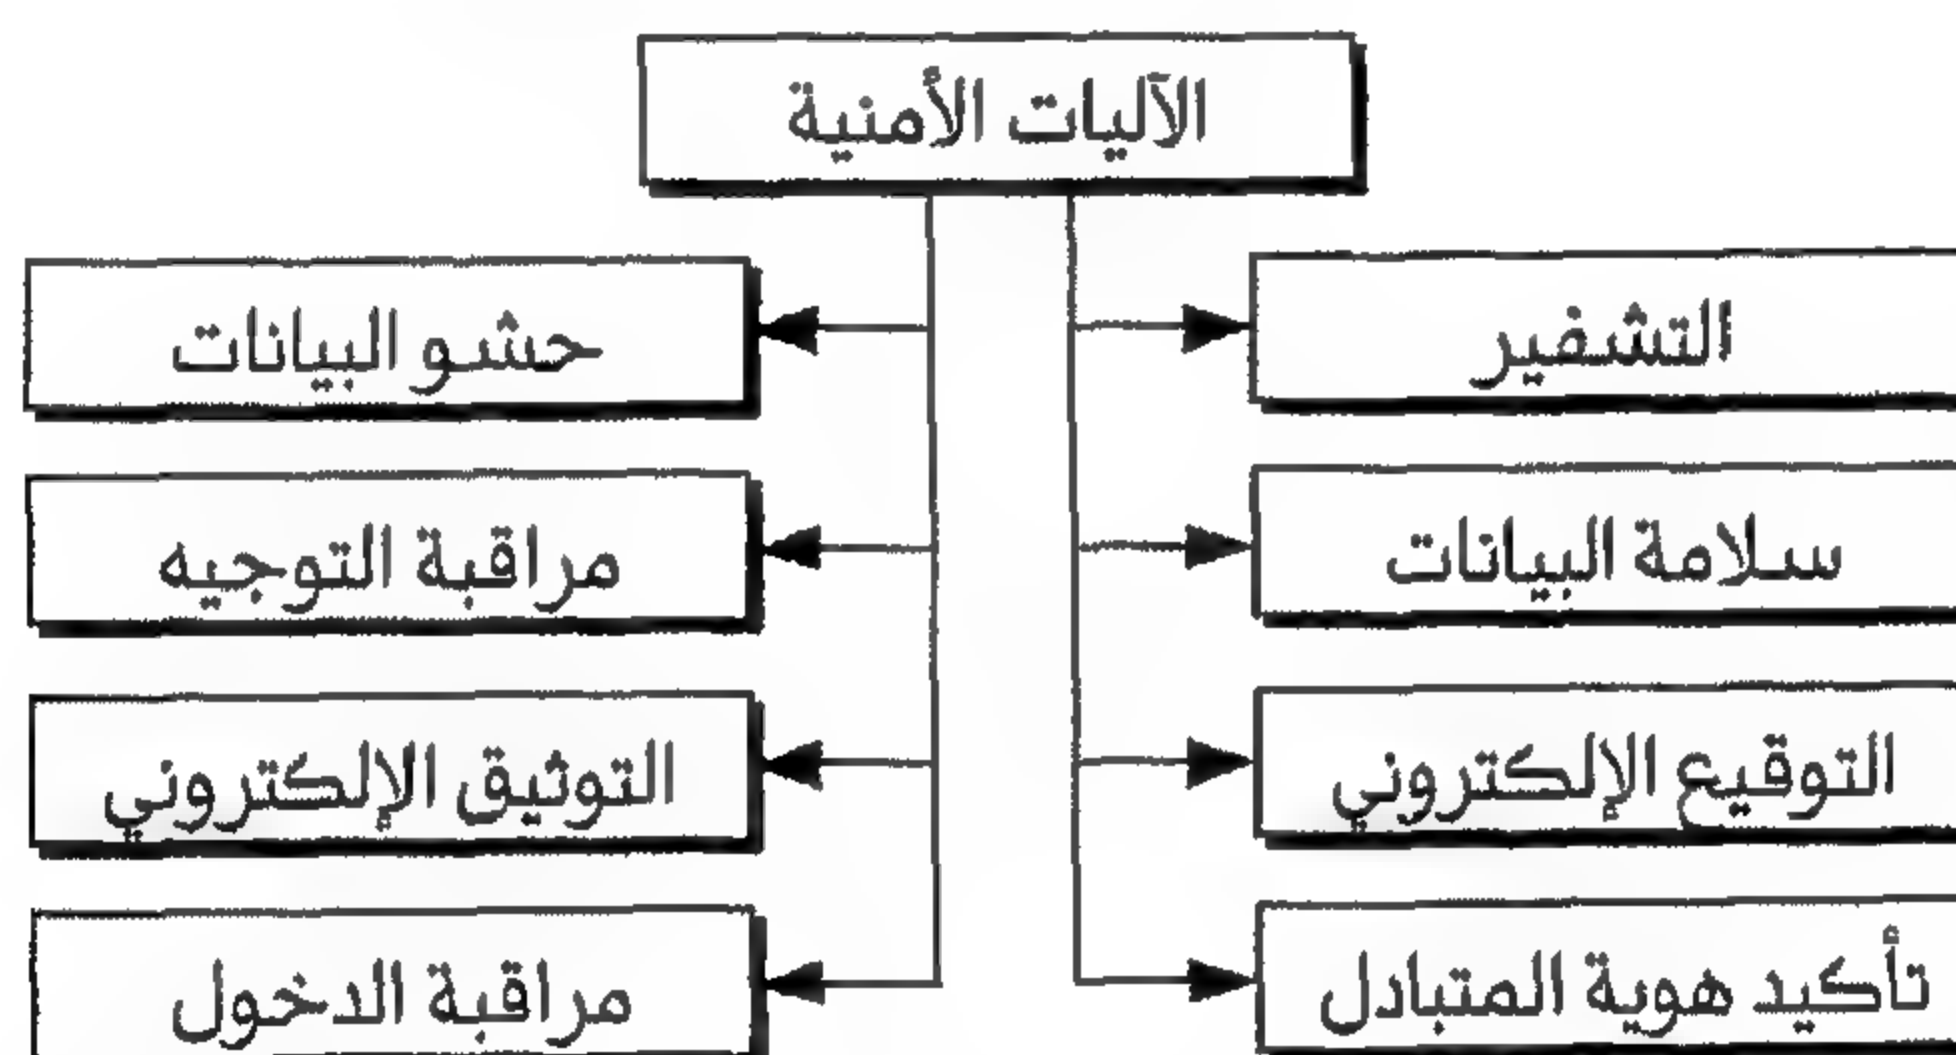 الآليات الأمنية
التشفير
حشو البيانات
سلامة البيانات
مراقبة التوجيه
التوقيع الإلكتروني
التوثيق الإلكتروني
تأكيد هوية المتبادل
مراقبة الدخول